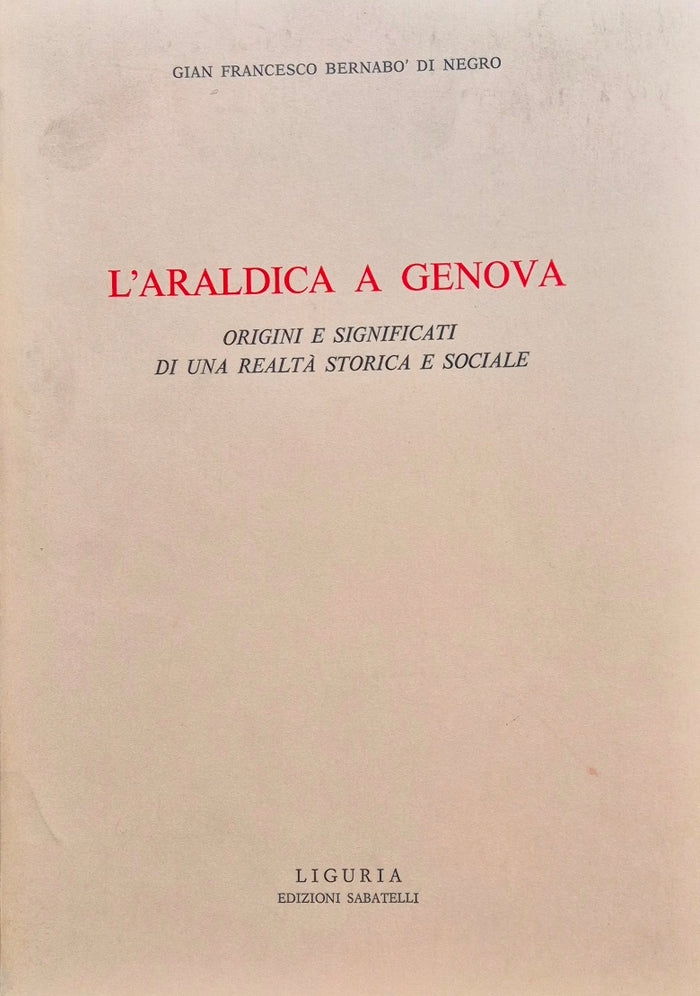 GIAN FRANCESCO BERNABO' DI NEGRO
L'ARALDICA A GENOVA
ORIGINI E SIGNIFICATI
DI UNA REALTÀ STORICA E SOCIALE
LIGURIA
EDIZIONI SABATELLI